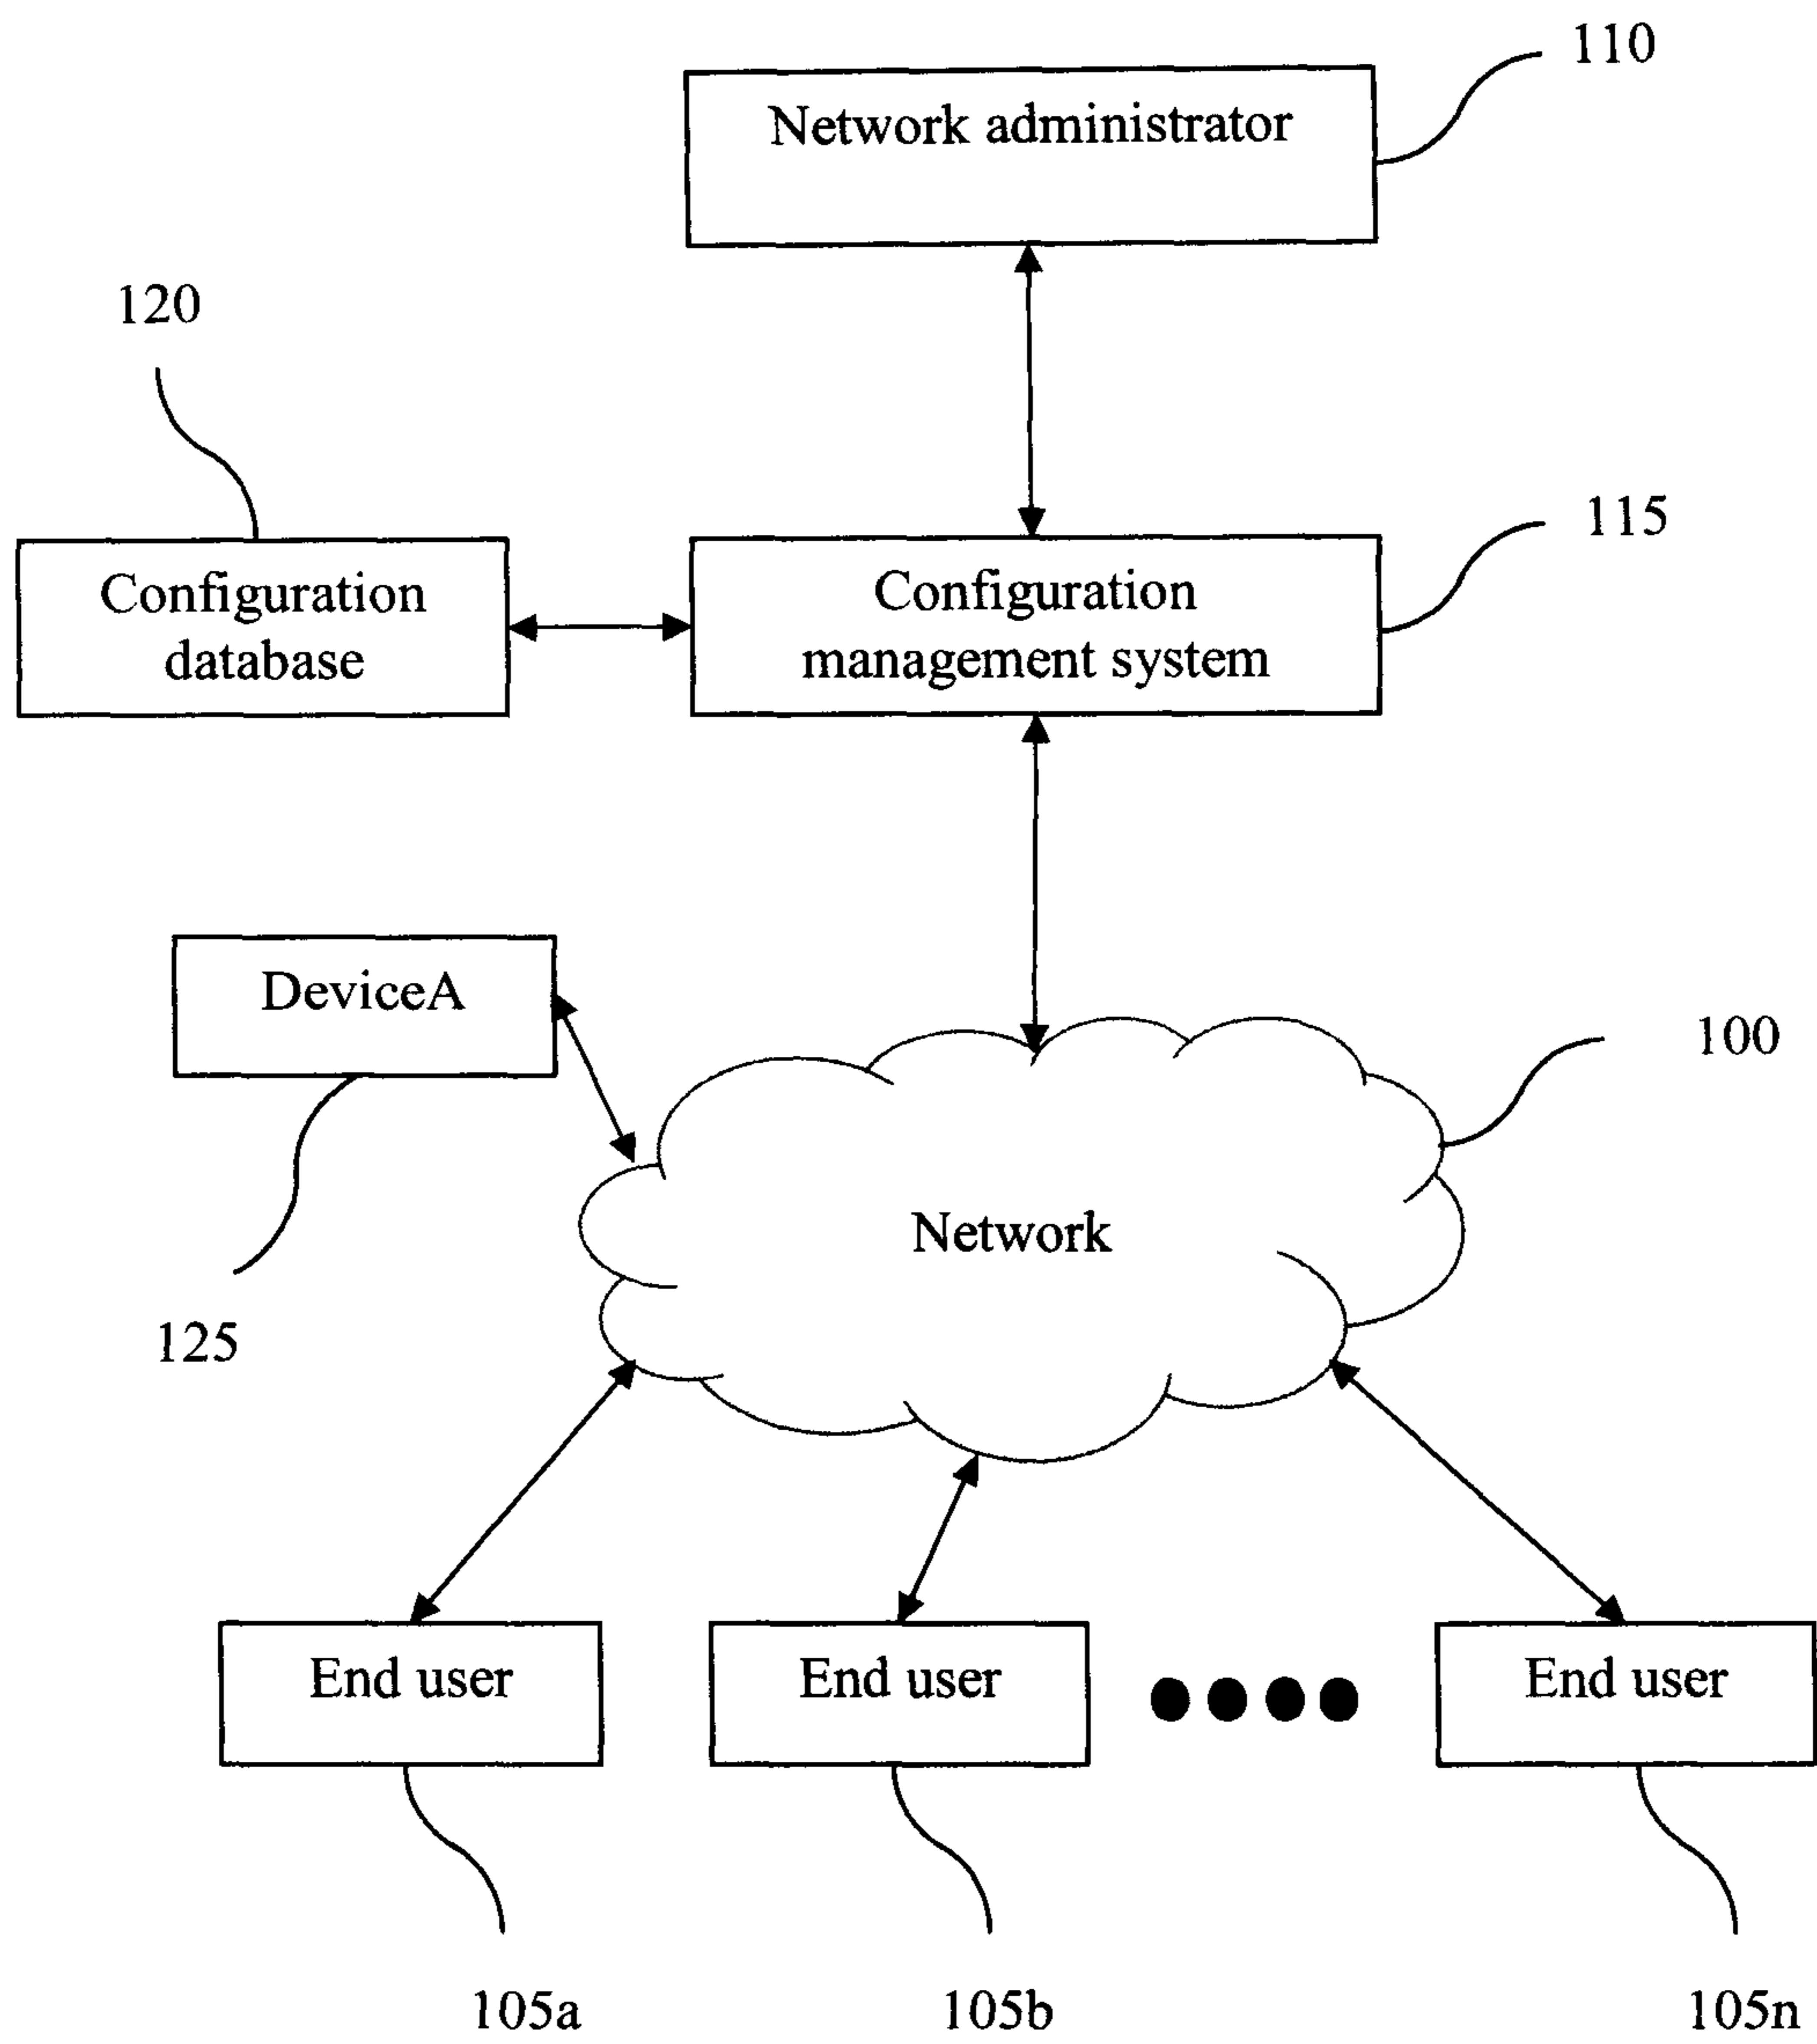 110
Network administrator
120
115
Configuration
database
Configuration
management system
DeviceA
100
Network
125
End user
End user
End user
105a
105b
105n